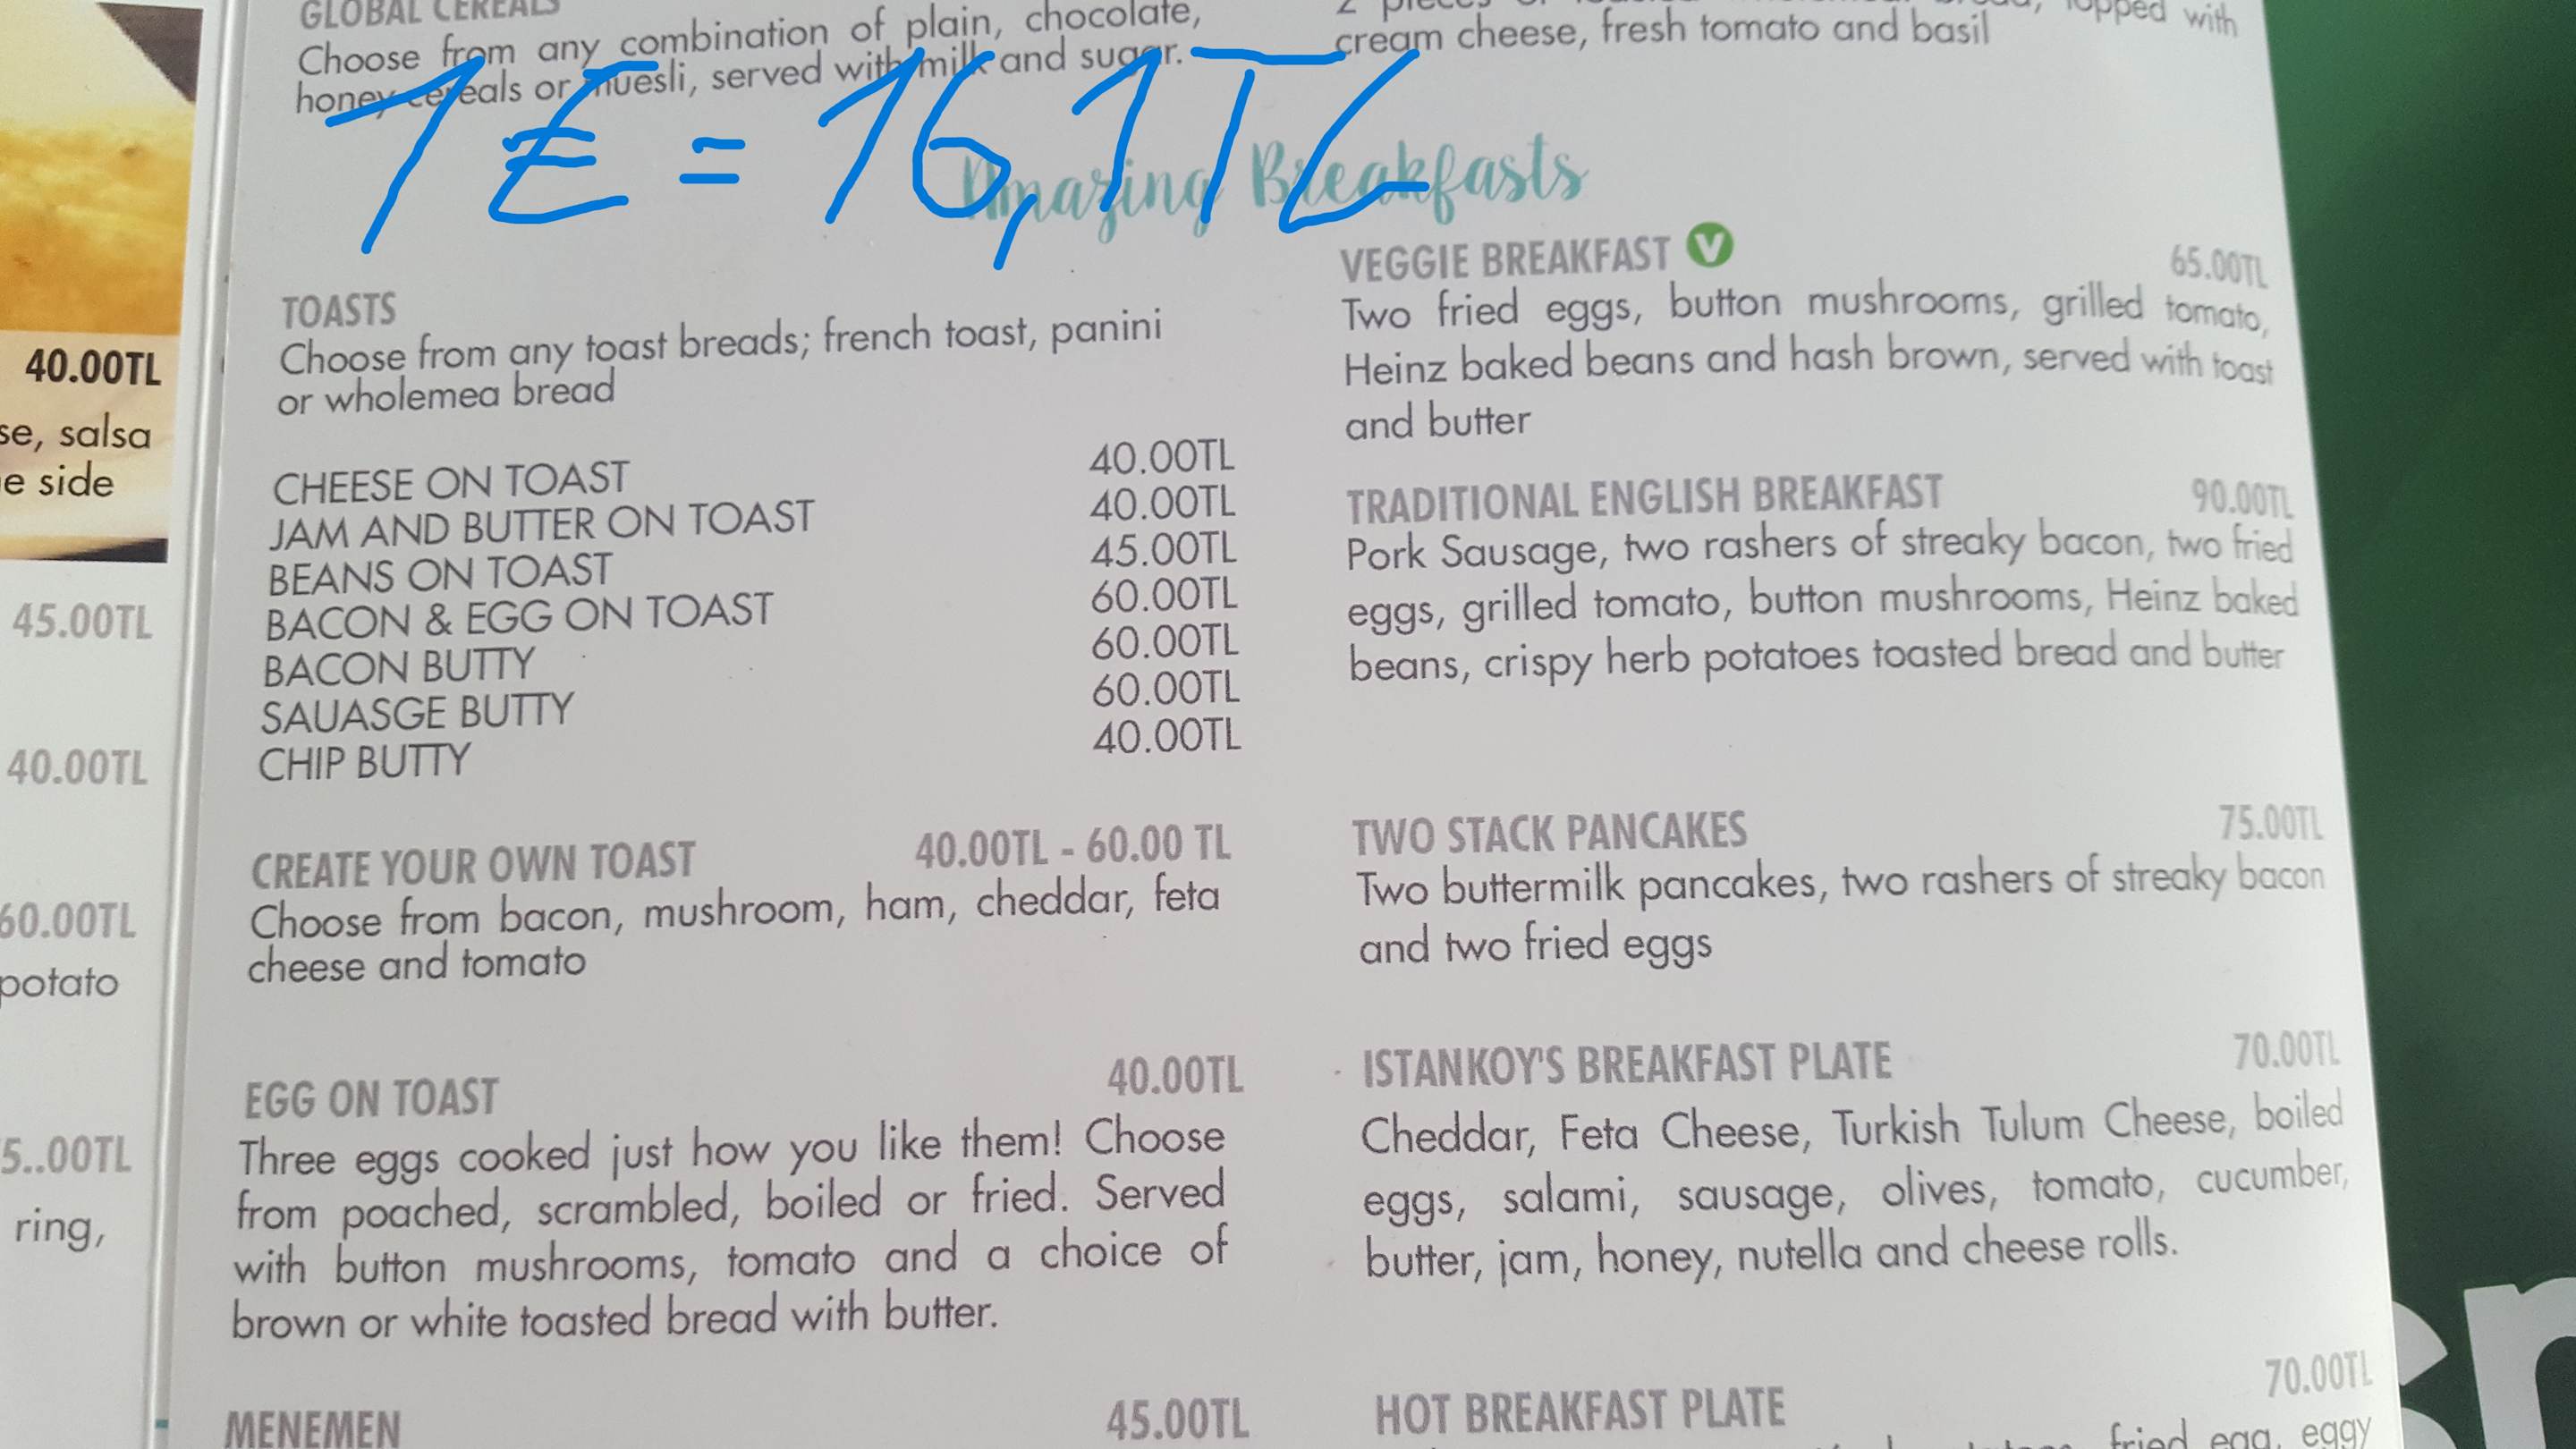 40.00TL
se, salsa
e side
45.00TL
40.00TL
60.00TL
potato
5..00TL
ring,
GLOBAL CEREALS
Choose from any combination of plain, chocolate,
honey cereals or muesli, served with milk and sugar.
1€ = 16,1TL
cream cheese, fresh tomato and basil
topped with
Amazing Breakfasts
TOASTS
Choose from any toast breads; french toast, panini
or wholemea bread
CHEESE ON TOAST 40.00TL
JAM AND BUTTER ON TOAST 40.00TL
BEANS ON TOAST 45.00TL
BACON & EGG ON TOAST 60.00TL
BACON BUTTY 60.00TL
SAUASGE BUTTY 60.00TL
CHIP BUTTY 40.00TL
CREATE YOUR OWN TOAST 40.00TL - 60.00 TL
Choose from bacon, mushroom, ham, cheddar, feta
cheese and tomato
EGG ON TOAST 40.00TL
Three eggs cooked just how you like them! Choose
from poached, scrambled, boiled or fried. Served
with button mushrooms, tomato and a choice of
brown or white toasted bread with butter.
MENEMEN 45.00TL
VEGGIE BREAKFAST V 65.00TL
Two fried eggs, button mushrooms, grilled tomato,
Heinz baked beans and hash brown, served with toast
and butter
TRADITIONAL ENGLISH BREAKFAST 90.00TL
Pork Sausage, two rashers of streaky bacon, two fried
eggs, grilled tomato, button mushrooms, Heinz baked
beans, crispy herb potatoes toasted bread and butter
TWO STACK PANCAKES 75.00TL
Two buttermilk pancakes, two rashers of streaky bacon
and two fried eggs
ISTANKOY'S BREAKFAST PLATE 70.00TL
Cheddar, Feta Cheese, Turkish Tulum Cheese, boiled
eggs, salami, sausage, olives, tomato, cucumber,
butter, jam, honey, nutella and cheese rolls.
HOT BREAKFAST PLATE 70.00TL
fried egg, eggy